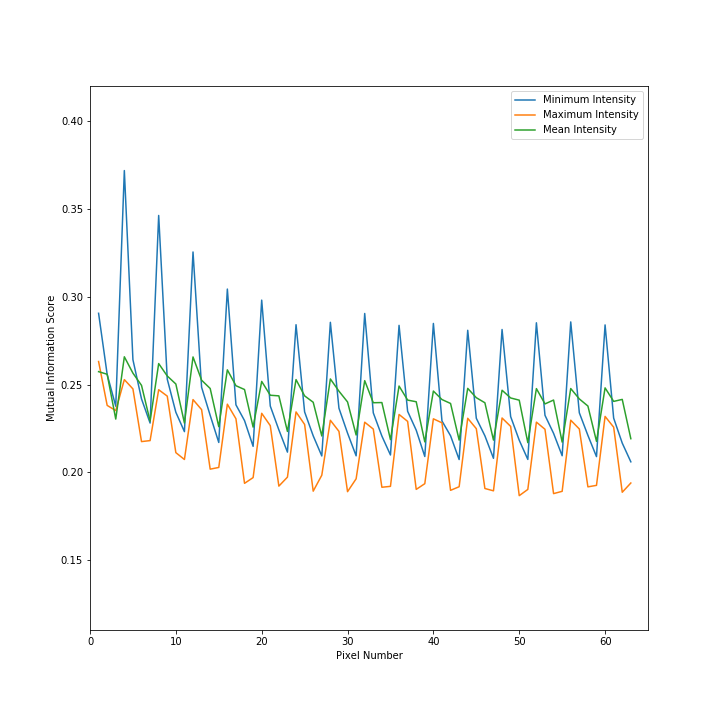 Minimum Intensity
Maximum Intensity
Mean Intensity
0.40
0.35
0.30
0.25
0.20
0.15
Mutual Information Score
0 10 20 30 40 50 60
Pixel Number